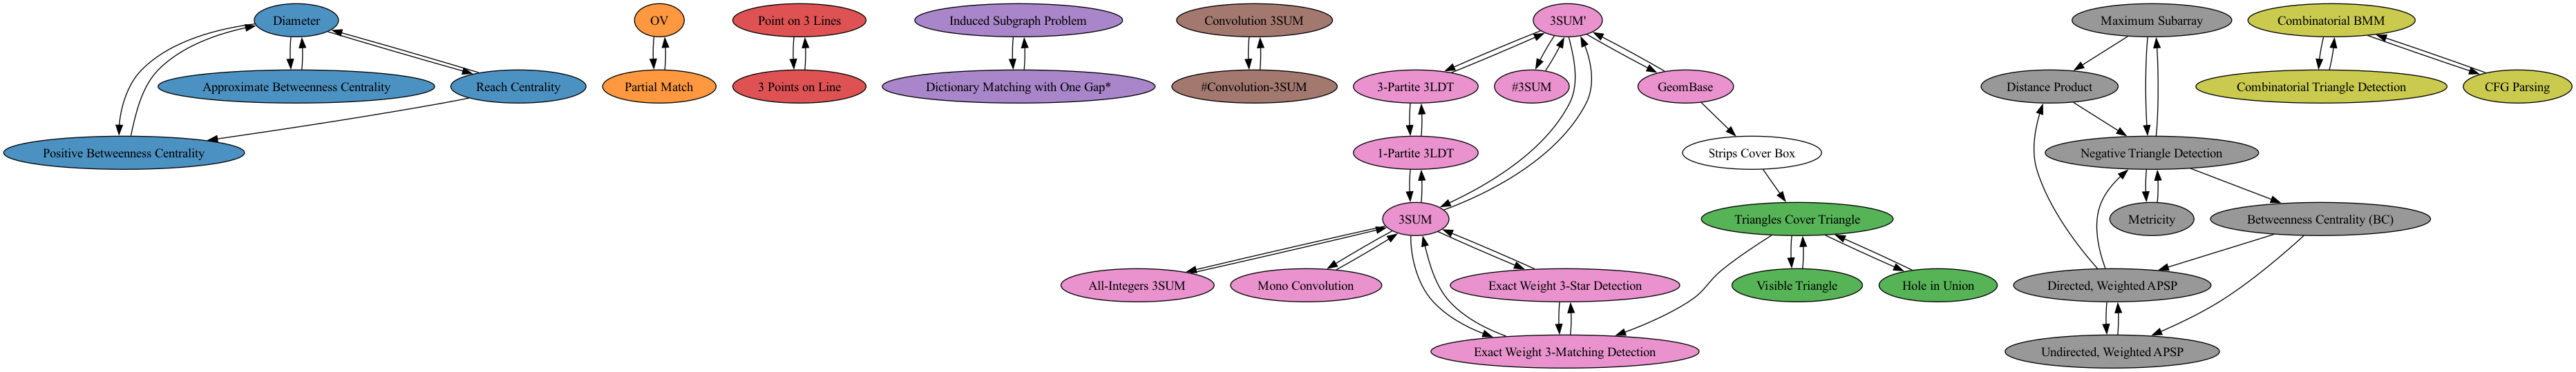 Diameter
OV
Point on 3 Lines
Induced Subgraph Problem
Convolution 3SUM
3SUM'
Maximum Subarray
Combinatorial BMM
Approximate Betweenness Centrality
Reach Centrality
Partial Match
3 Points on Line
Dictionary Matching with One Gap*
#Convolution-3SUM
3-Partite 3LDT
#3SUM
GeomBase
Distance Product
Combinatorial Triangle Detection
CFG Parsing
Positive Betweenness Centrality
1-Partite 3LDT
Strips Cover Box
Negative Triangle Detection
3SUM
Triangles Cover Triangle
Metricity
Betweenness Centrality (BC)
All-Integers 3SUM
Mono Convolution
Exact Weight 3-Star Detection
Visible Triangle
Hole in Union
Directed, Weighted APSP
Exact Weight 3-Matching Detection
Undirected, Weighted APSP